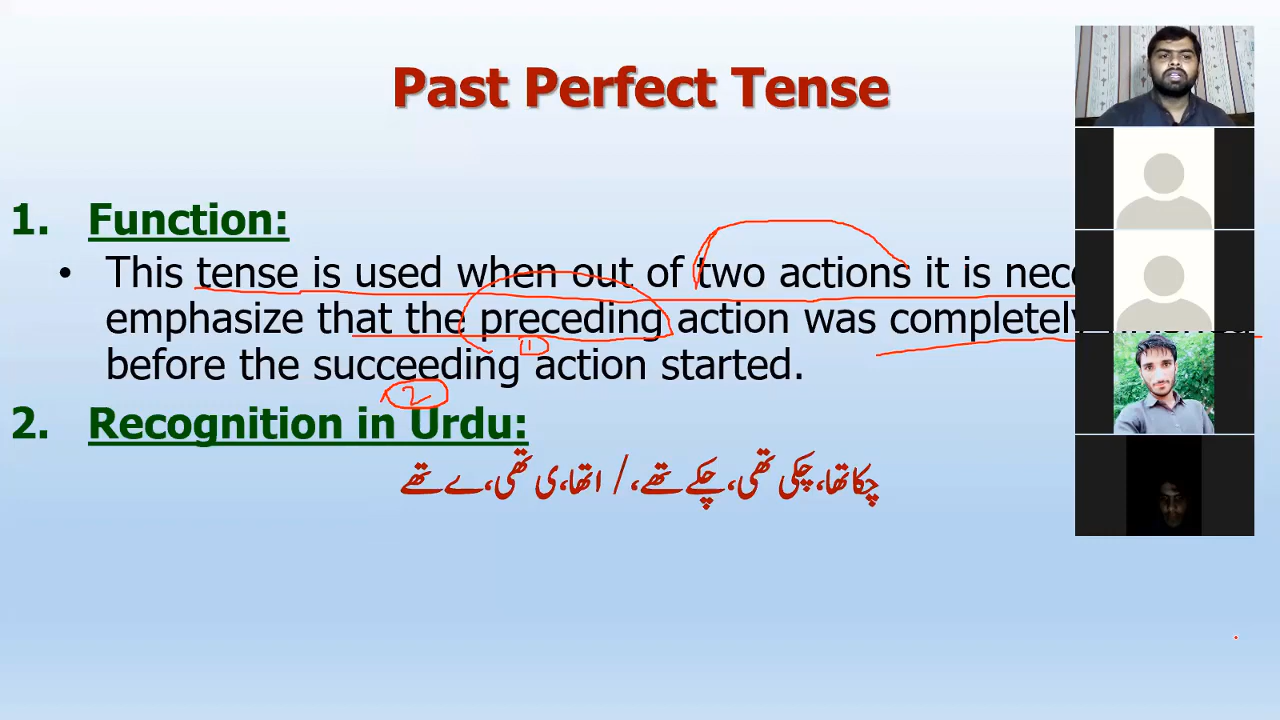 Past Perfect Tense
1. Function:
• This tense is used when out of two actions it is
emphasize that the preceding action was completely
1
before the succeeding action started.
2
2. Recognition in Urdu:
چکا تھا، چکی تھی، چکے تھے، / ا تھا، ی تھی، ے تھے